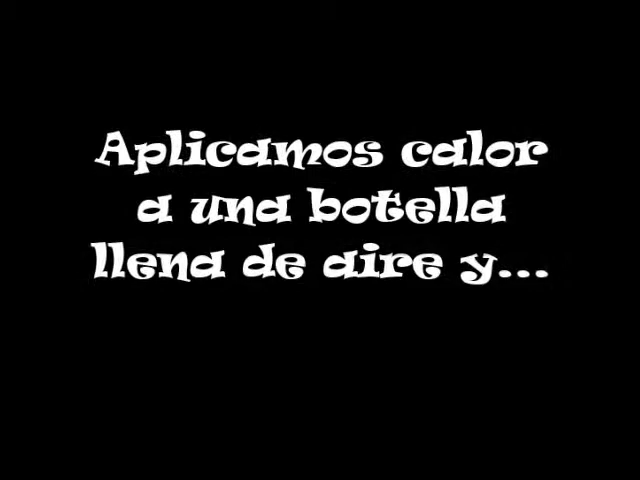 Aplicamos calor
a una botella
llena de aire y...